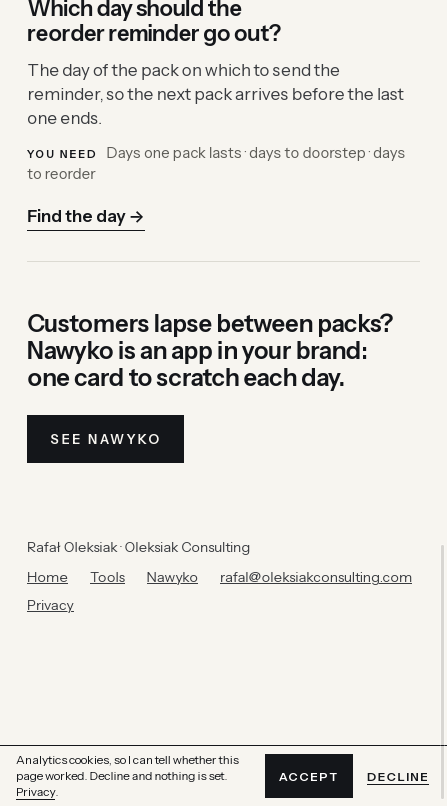 Which day should the
reorder reminder go out?
The day of the pack on which to send the
reminder, so the next pack arrives before the last
one ends.
YOU NEED Days one pack lasts · days to doorstep · days
to reorder
Find the day →
Customers lapse between packs?
Nawyko is an app in your brand:
one card to scratch each day.
SEE NAWYKO
Rafał Oleksiak · Oleksiak Consulting
Home Tools Nawyko rafal@oleksiakconsulting.com
Privacy
Analytics cookies, so I can tell whether this
page worked. Decline and nothing is set.
Privacy.
ACCEPT DECLINE